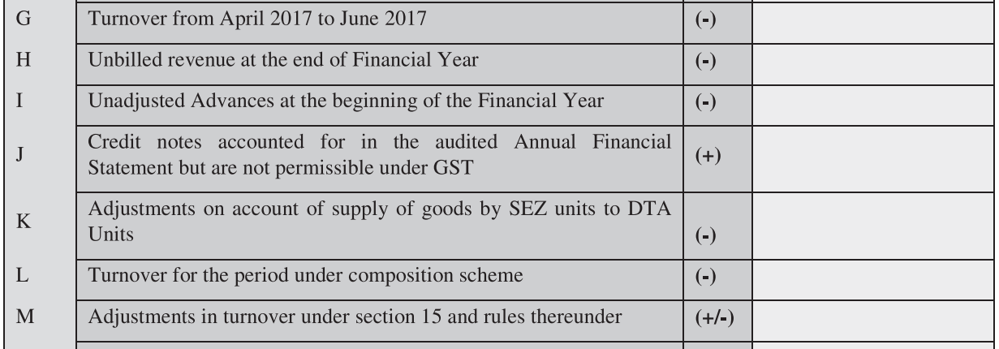 G Turnover from April 2017 to June 2017 (-)
H Unbilled revenue at the end of Financial Year (-)
I Unadjusted Advances at the beginning of the Financial Year (-)
Credit notes accounted for in the audited Annual Financial
J Statement but are not permissible under GST (+)
Adjustments on account of supply of goods by SEZ units to DTA
K Units (-)
L Turnover for the period under composition scheme (-)
M Adjustments in turnover under section 15 and rules thereunder (+/-)